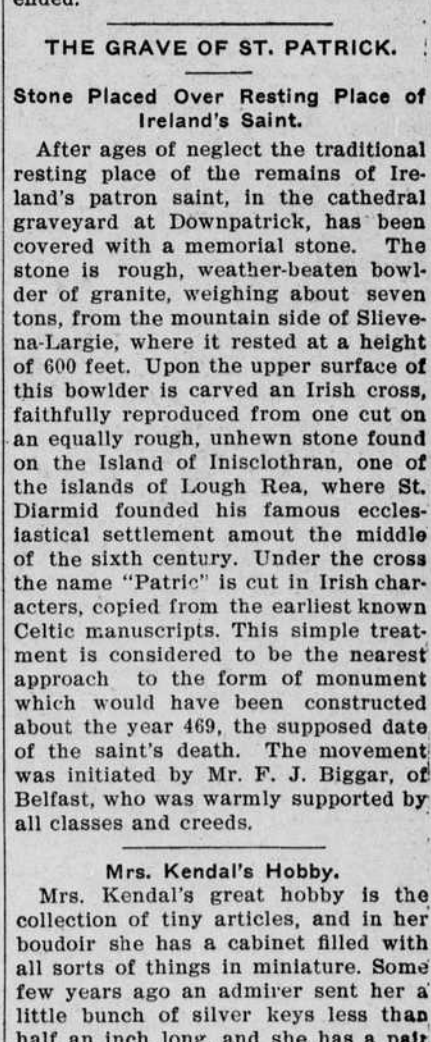 ended.
THE GRAVE OF ST. PATRICK.
Stone Placed Over Resting Place of
Ireland's Saint.
After ages of neglect the traditional
resting place of the remains of Ire-
land's patron saint, in the cathedral
graveyard at Downpatrick, has been
covered with a memorial stone. The
stone is rough, weather-beaten bowl-
der of granite, weighing about seven
tons, from the mountain side of Slieve-
na-Largie, where it rested at a height
of 600 feet. Upon the upper surface of
this bowlder is carved an Irish cross,
faithfully reproduced from one cut on
an equally rough, unhewn stone found
on the Island of Inisclothran, one of
the islands of Lough Rea, where St.
Diarmid founded his famous eccles-
iastical settlement amout the middle
of the sixth century. Under the cross
the name "Patric" is cut in Irish char-
acters, copied from the earliest known
Celtic manuscripts. This simple treat-
ment is considered to be the nearest
approach to the form of monument
which would have been constructed
about the year 469, the supposed date
of the saint's death. The movement
was initiated by Mr. F. J. Biggar, of
Belfast, who was warmly supported by
all classes and creeds.
Mrs. Kendal's Hobby.
Mrs. Kendal's great hobby is the
collection of tiny articles, and in her
boudoir she has a cabinet filled with
all sorts of things in miniature. Some
few years ago an admirer sent her a
little bunch of silver keys less than
half an inch long, and she has a pair